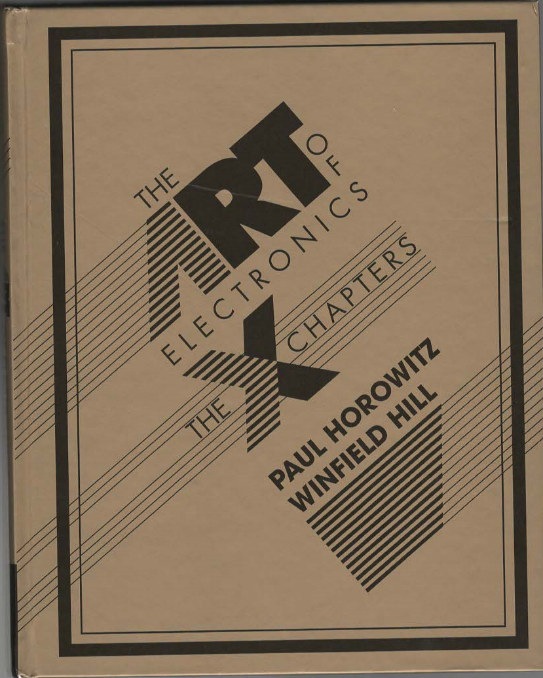 THE ART OF
ELECTRONICS
THE X CHAPTERS
PAUL HOROWITZ
WINFIELD HILL